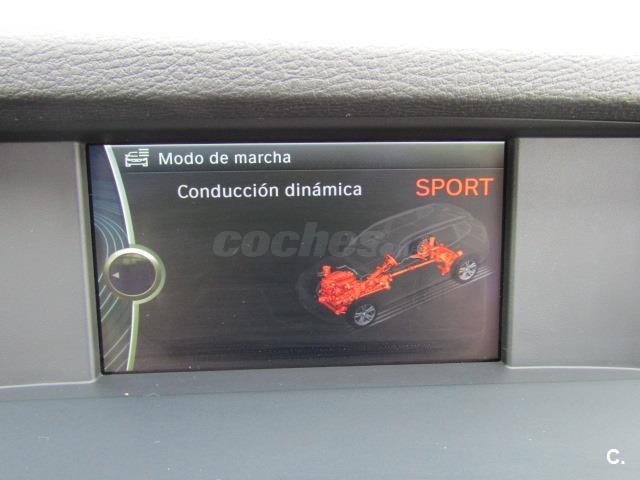 Modo de marcha
Conducción dinámica SPORT
coches.
C.